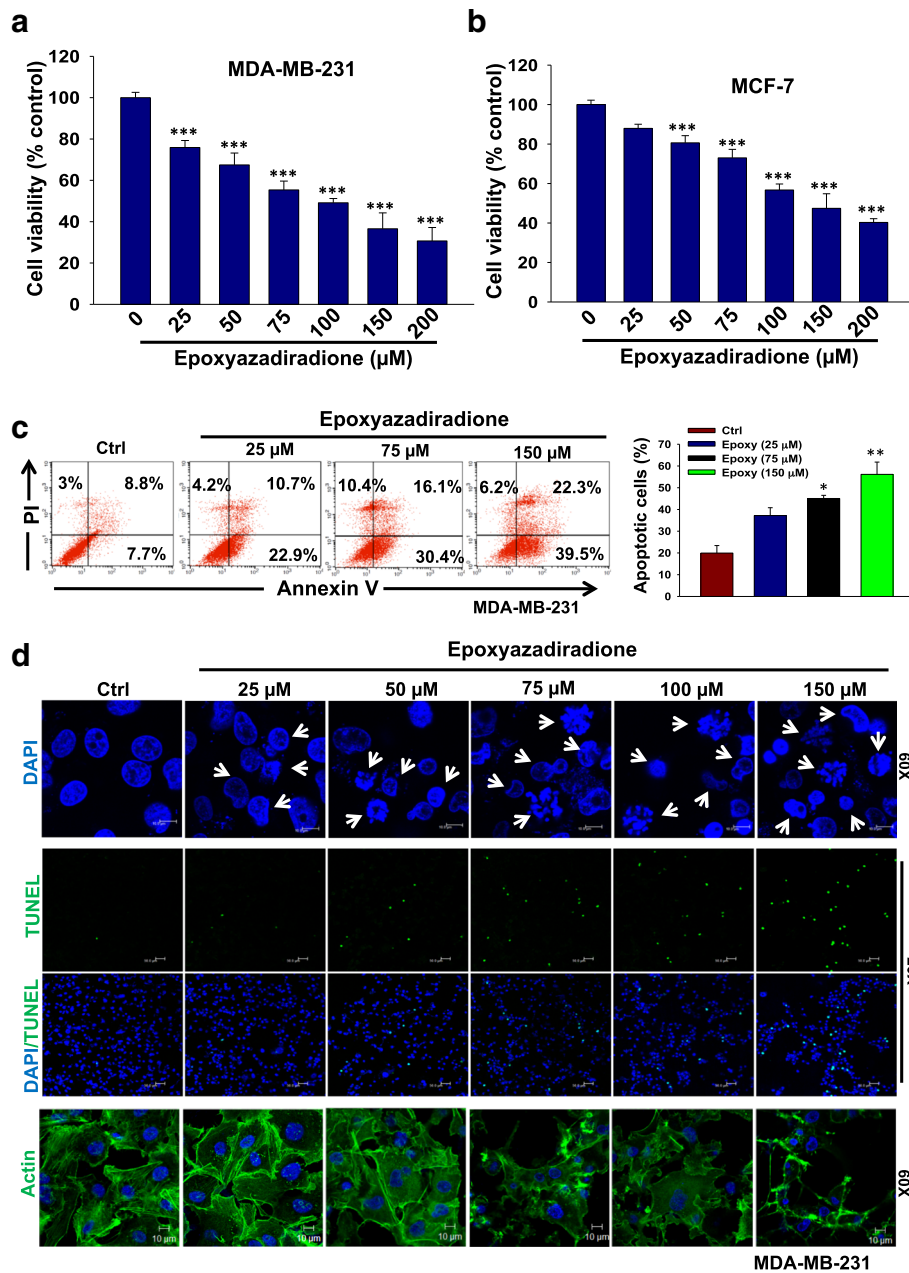 a
MDA-MB-231
Cell viability (% control)
120
100
80
60
40
20
0
*** *** *** *** *** ***
0 25 50 75 100 150 200
Epoxyazadiradione (µM)
b
MCF-7
Cell viability (% control)
120
100
80
60
40
20
0
*** *** *** *** ***
0 25 50 75 100 150 200
Epoxyazadiradione (µM)
c
Epoxyazadiradione
Ctrl 25 µM 75 µM 150 µM
PI
3% 8.8% 4.2% 10.7% 10.4% 16.1% 6.2% 22.3%
7.7% 22.9% 30.4% 39.5%
Annexin V
MDA-MB-231
Ctrl
Epoxy (25 µM)
Epoxy (75 µM)
Epoxy (150 µM)
Apoptotic cells (%)
70
60
50
40
30
20
10
0
* **
d
Epoxyazadiradione
Ctrl 25 µM 50 µM 75 µM 100 µM 150 µM
DAPI
60X
TUNEL
DAPI/TUNEL
Actin
10 µm 10 µm 10 µm 10 µm 10 µm 10 µm
60X
MDA-MB-231